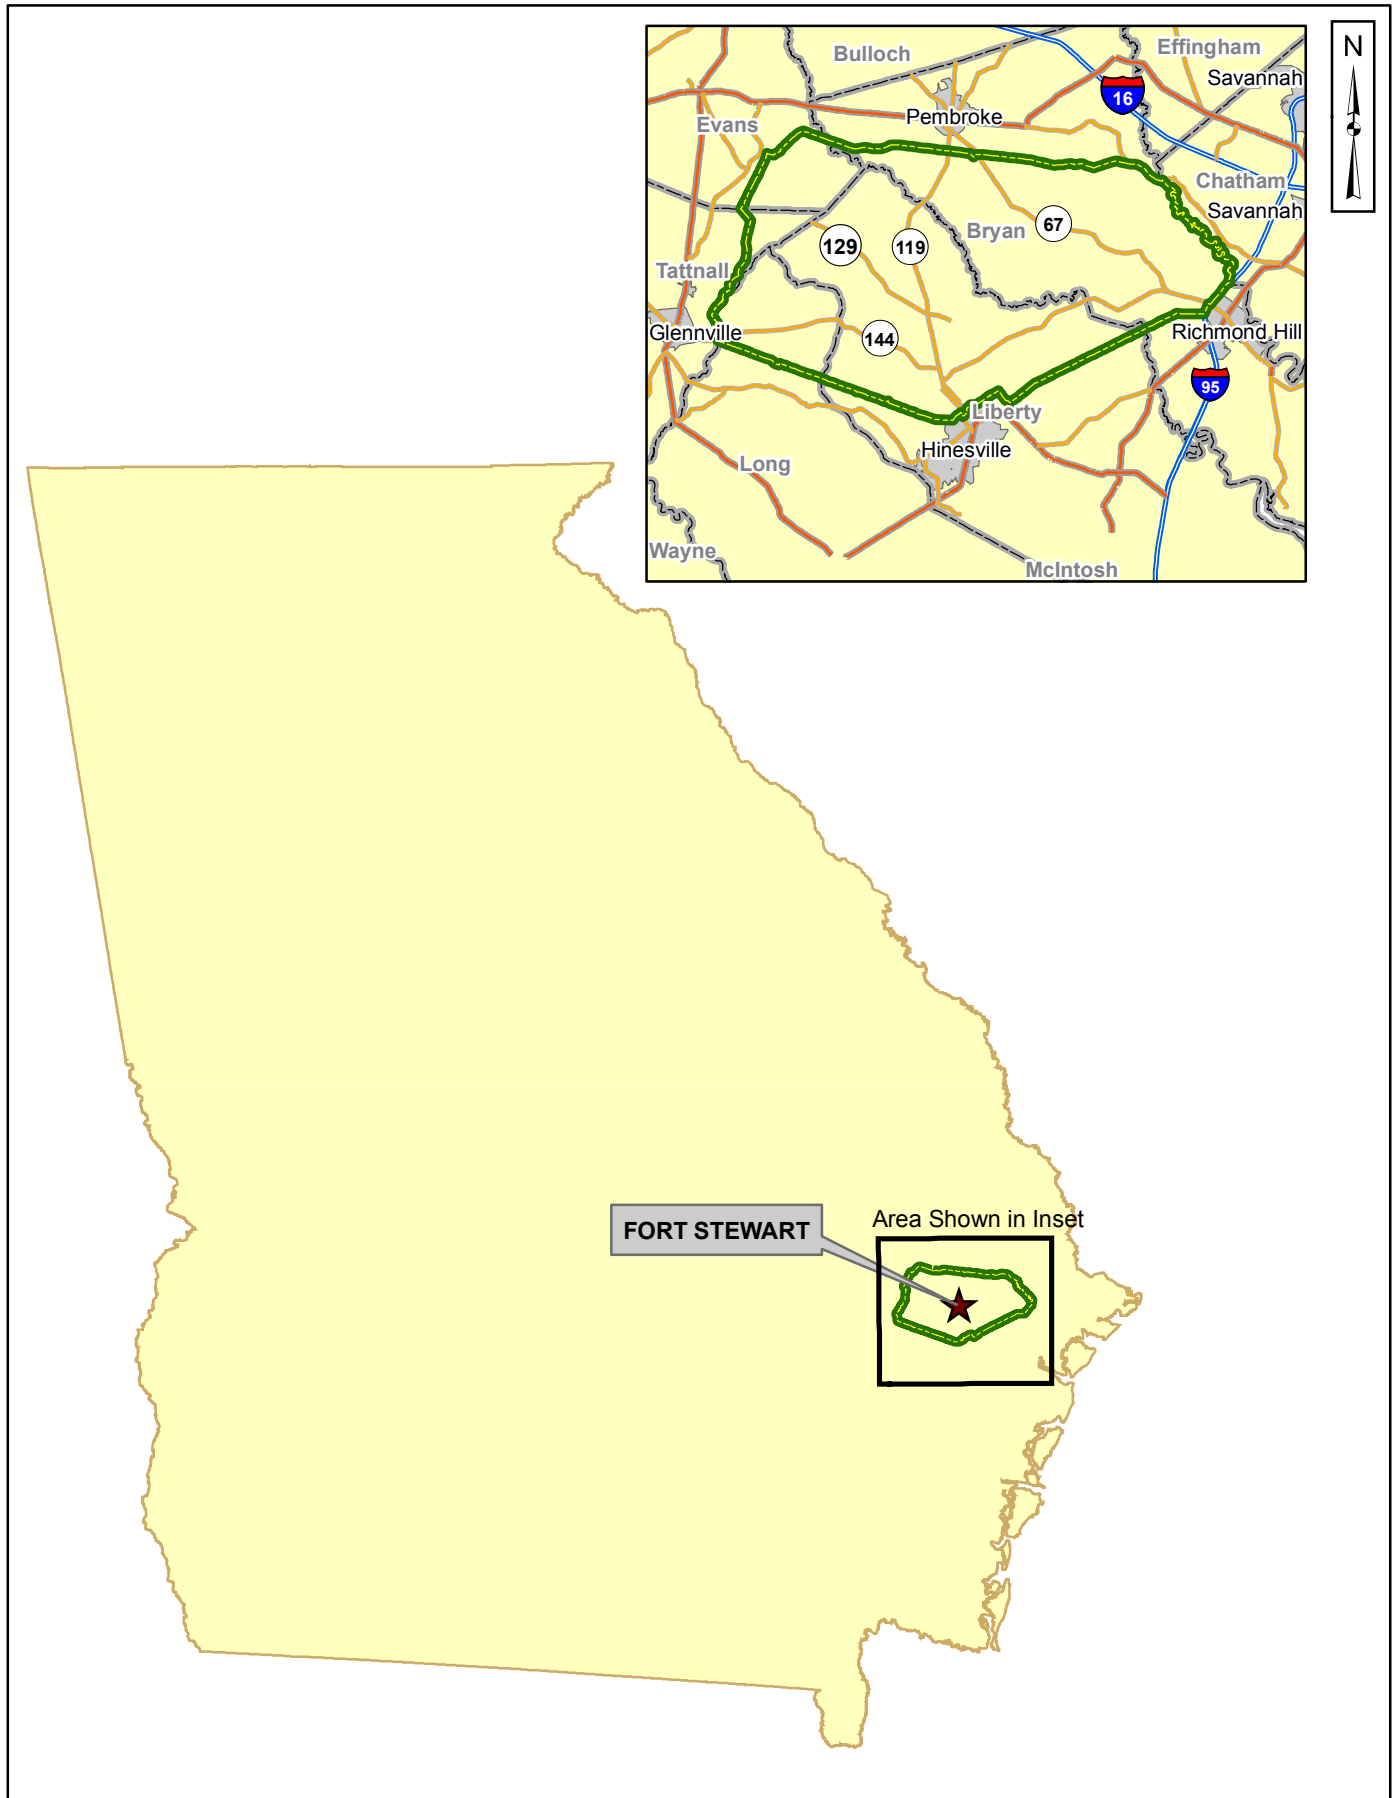 Bulloch
Effingham
N
Savannah
16
Pembroke
Evans
Chatham
Savannah
67
Bryan
129
119
Tattnall
Glennville
Richmond Hill
144
95
Liberty
Hinesville
Long
Wayne
McIntosh
Area Shown in Inset
FORT STEWART